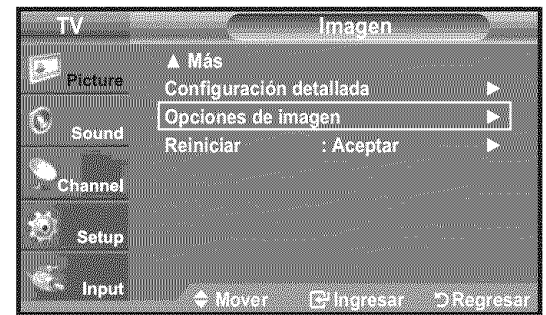 TV Imagen
Picture
Sound
Channel
Setup
Input
▲ Más
Configuración detallada ►
Opciones de imagen ►
Reiniciar : Aceptar ►
Mover Ingresar Regresar